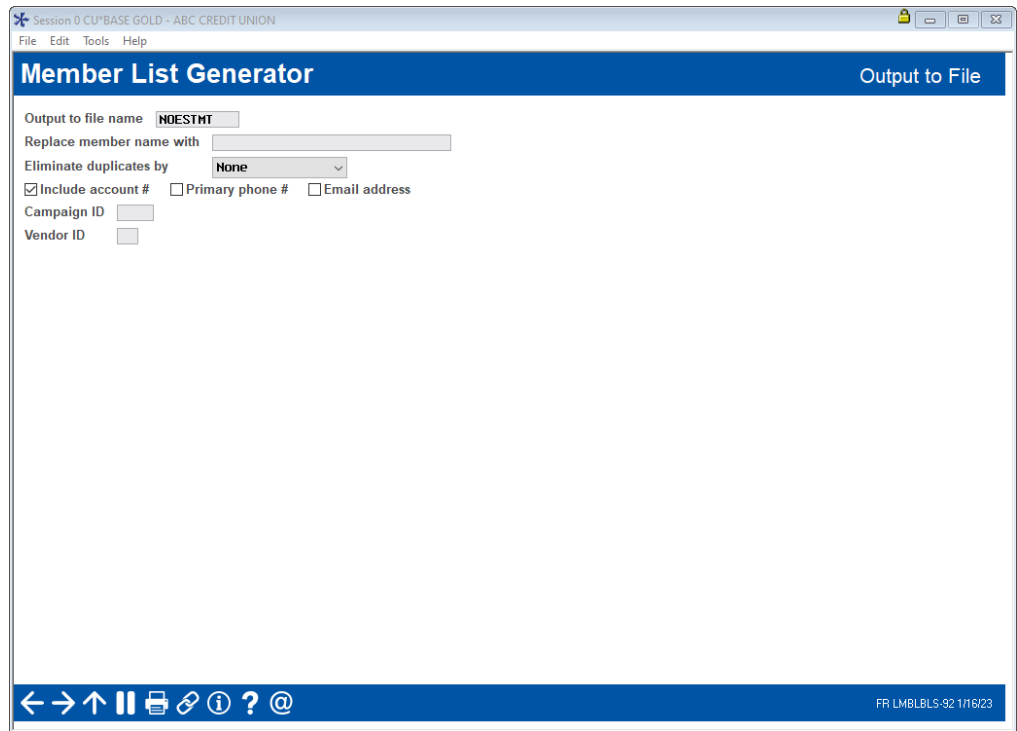 Session 0 CU*BASE GOLD - ABC CREDIT UNION
File Edit Tools Help
Member List Generator Output to File
Output to file name NOESTMT
Replace member name with
Eliminate duplicates by None
Include account # Primary phone # Email address
Campaign ID
Vendor ID
FR LMBLBLS-92 1/16/23